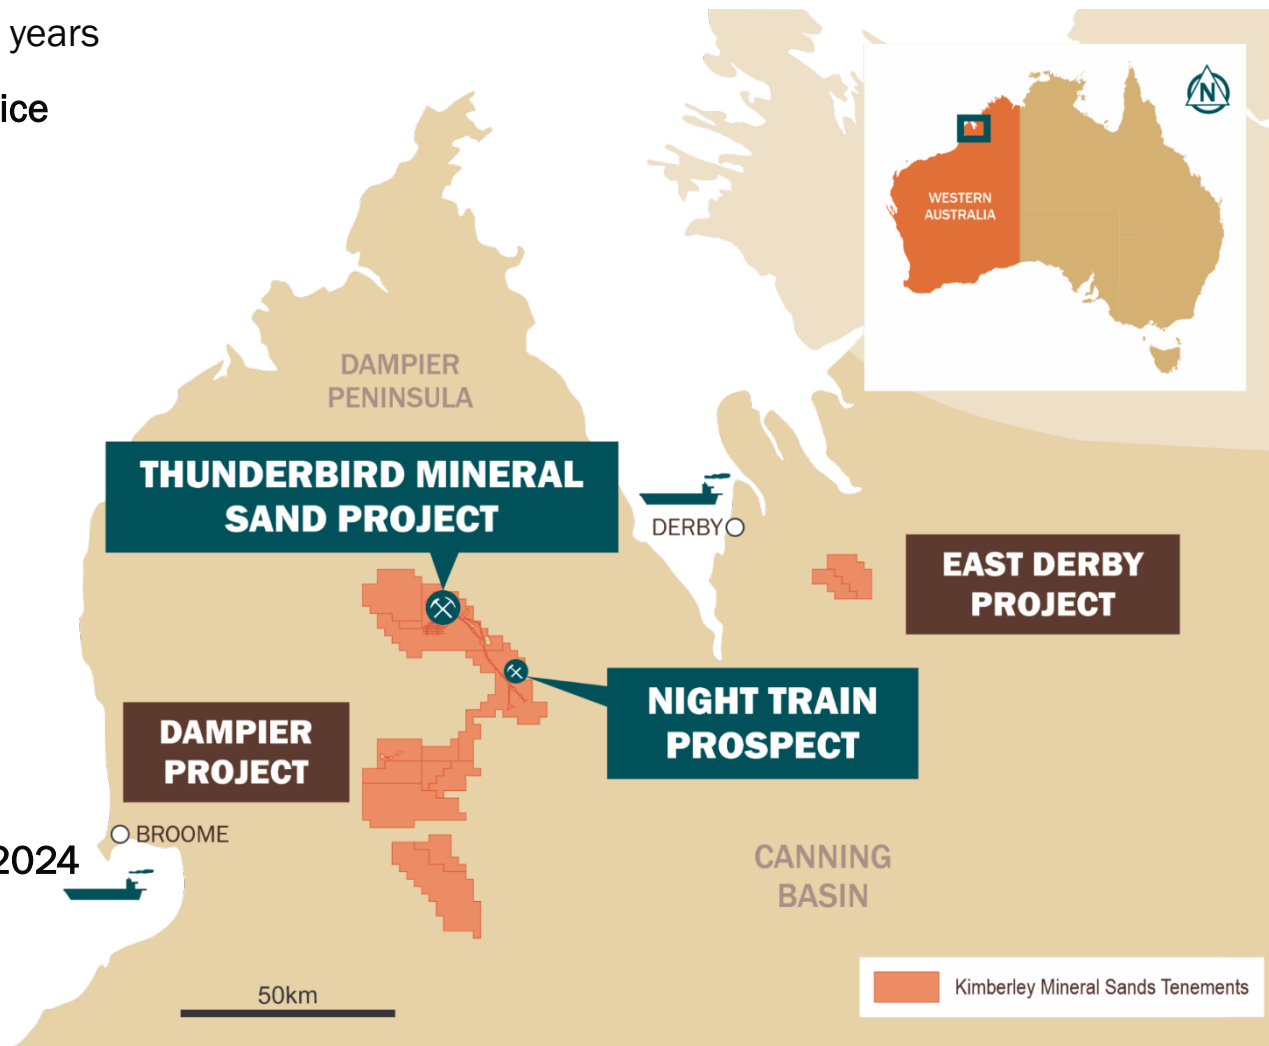 years
ice
N
WESTERN
AUSTRALIA
DAMPIER
PENINSULA
THUNDERBIRD MINERAL
SAND PROJECT
DERBY
EAST DERBY
PROJECT
NIGHT TRAIN
PROSPECT
DAMPIER
PROJECT
BROOME
2024
CANNING
BASIN
50km
Kimberley Mineral Sands Tenements